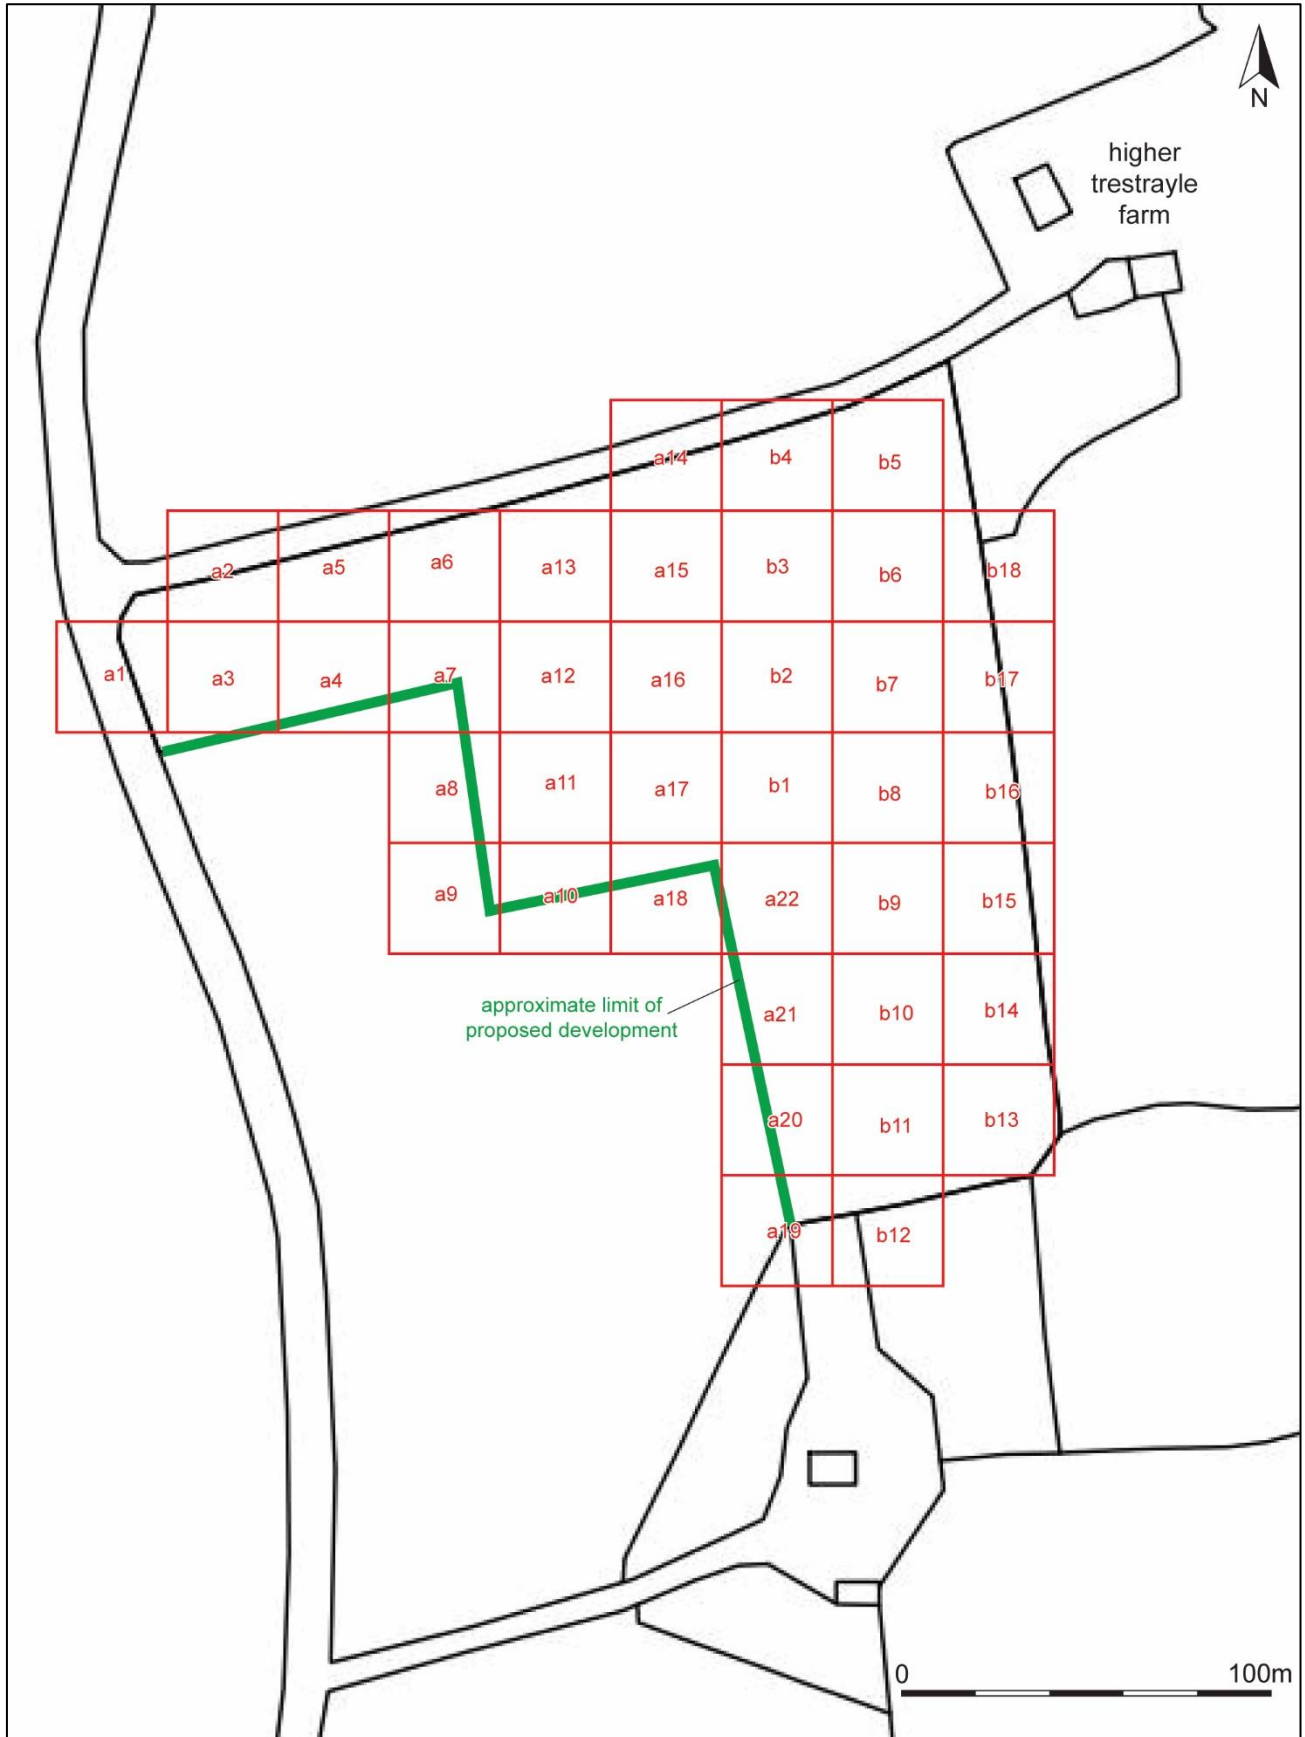 N
higher
trestrayle
farm
a14 b4 b5
a2 a5 a6 a13 a15 b3 b6 b18
a1 a3 a4 a7 a12 a16 b2 b7 b17
a8 a11 a17 b1 b8 b16
a9 a10 a18 a22 b9 b15
approximate limit of
proposed development
a21 b10 b14
a20 b11 b13
a19 b12
0 100m